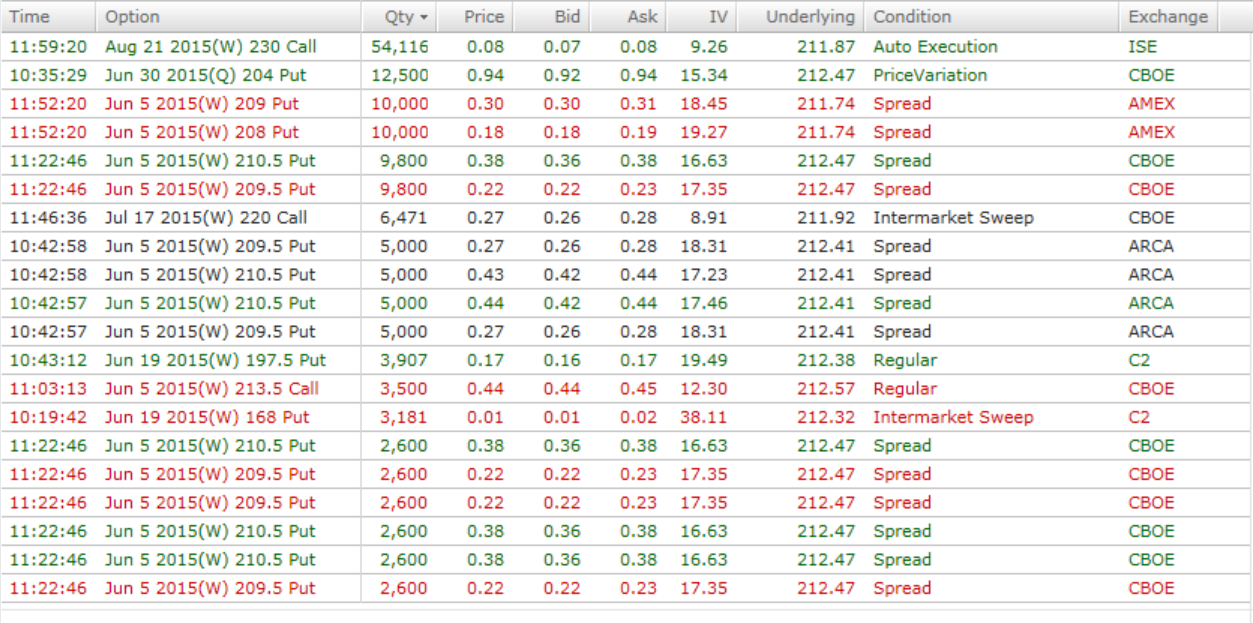 Time Option Qty Price Bid Ask IV Underlying Condition Exchange
11:59:20 Aug 21 2015(W) 230 Call 54,116 0.08 0.07 0.08 9.26 211.87 Auto Execution ISE
10:35:29 Jun 30 2015(Q) 204 Put 12,500 0.94 0.92 0.94 15.34 212.47 PriceVariation CBOE
11:52:20 Jun 5 2015(W) 209 Put 10,000 0.30 0.30 0.31 18.45 211.74 Spread AMEX
11:52:20 Jun 5 2015(W) 208 Put 10,000 0.18 0.18 0.19 19.27 211.74 Spread AMEX
11:22:46 Jun 5 2015(W) 210.5 Put 9,800 0.38 0.36 0.38 16.63 212.47 Spread CBOE
11:22:46 Jun 5 2015(W) 209.5 Put 9,800 0.22 0.22 0.23 17.35 212.47 Spread CBOE
11:46:36 Jul 17 2015(W) 220 Call 6,471 0.27 0.26 0.28 8.91 211.92 Intermarket Sweep CBOE
10:42:58 Jun 5 2015(W) 209.5 Put 5,000 0.27 0.26 0.28 18.31 212.41 Spread ARCA
10:42:58 Jun 5 2015(W) 210.5 Put 5,000 0.43 0.42 0.44 17.23 212.41 Spread ARCA
10:42:57 Jun 5 2015(W) 210.5 Put 5,000 0.44 0.42 0.44 17.46 212.41 Spread ARCA
10:42:57 Jun 5 2015(W) 209.5 Put 5,000 0.27 0.26 0.28 18.31 212.41 Spread ARCA
10:43:12 Jun 19 2015(W) 197.5 Put 3,907 0.17 0.16 0.17 19.49 212.38 Regular C2
11:03:13 Jun 5 2015(W) 213.5 Call 3,500 0.44 0.44 0.45 12.30 212.57 Regular CBOE
10:19:42 Jun 19 2015(W) 168 Put 3,181 0.01 0.01 0.02 38.11 212.32 Intermarket Sweep C2
11:22:46 Jun 5 2015(W) 210.5 Put 2,600 0.38 0.36 0.38 16.63 212.47 Spread CBOE
11:22:46 Jun 5 2015(W) 209.5 Put 2,600 0.22 0.22 0.23 17.35 212.47 Spread CBOE
11:22:46 Jun 5 2015(W) 209.5 Put 2,600 0.22 0.22 0.23 17.35 212.47 Spread CBOE
11:22:46 Jun 5 2015(W) 210.5 Put 2,600 0.38 0.36 0.38 16.63 212.47 Spread CBOE
11:22:46 Jun 5 2015(W) 210.5 Put 2,600 0.38 0.36 0.38 16.63 212.47 Spread CBOE
11:22:46 Jun 5 2015(W) 209.5 Put 2,600 0.22 0.22 0.23 17.35 212.47 Spread CBOE